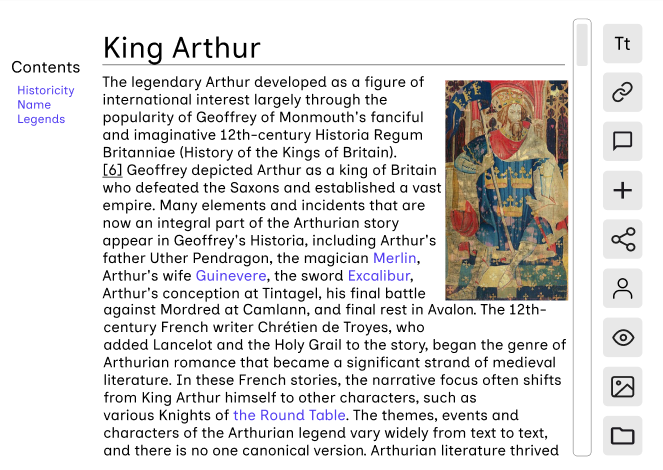 King Arthur
Contents
Historicity
Name
Legends
The legendary Arthur developed as a figure of
international interest largely through the
popularity of Geoffrey of Monmouth's fanciful
and imaginative 12th-century Historia Regum
Britanniae (History of the Kings of Britain).
[6] Geoffrey depicted Arthur as a king of Britain
who defeated the Saxons and established a vast
empire. Many elements and incidents that are
now an integral part of the Arthurian story
appear in Geoffrey's Historia, including Arthur's
father Uther Pendragon, the magician Merlin,
Arthur's wife Guinevere, the sword Excalibur,
Arthur's conception at Tintagel, his final battle
against Mordred at Camlann, and final rest in Avalon. The 12th-
century French writer Chrétien de Troyes, who
added Lancelot and the Holy Grail to the story, began the genre of
Arthurian romance that became a significant strand of medieval
literature. In these French stories, the narrative focus often shifts
from King Arthur himself to other characters, such as
various Knights of the Round Table. The themes, events and
characters of the Arthurian legend vary widely from text to text,
and there is no one canonical version. Arthurian literature thrived
Tt